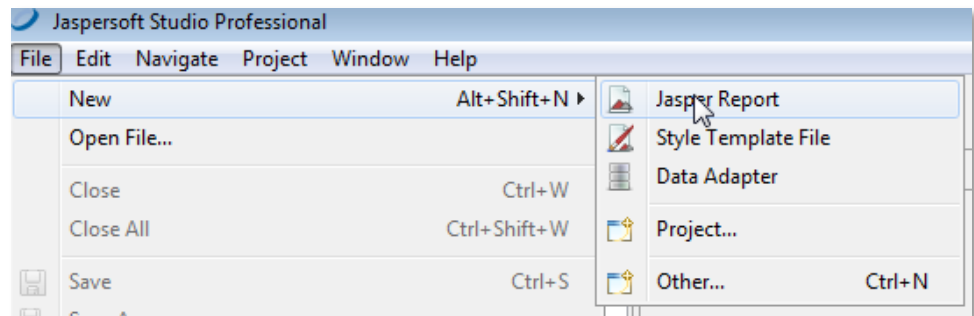 Jaspersoft Studio Professional
File Edit Navigate Project Window Help
New Alt+Shift+N
Open File...
Close Ctrl+W
Close All Ctrl+Shift+W
Save Ctrl+S
Jasper Report
Style Template File
Data Adapter
Project...
Other... Ctrl+N